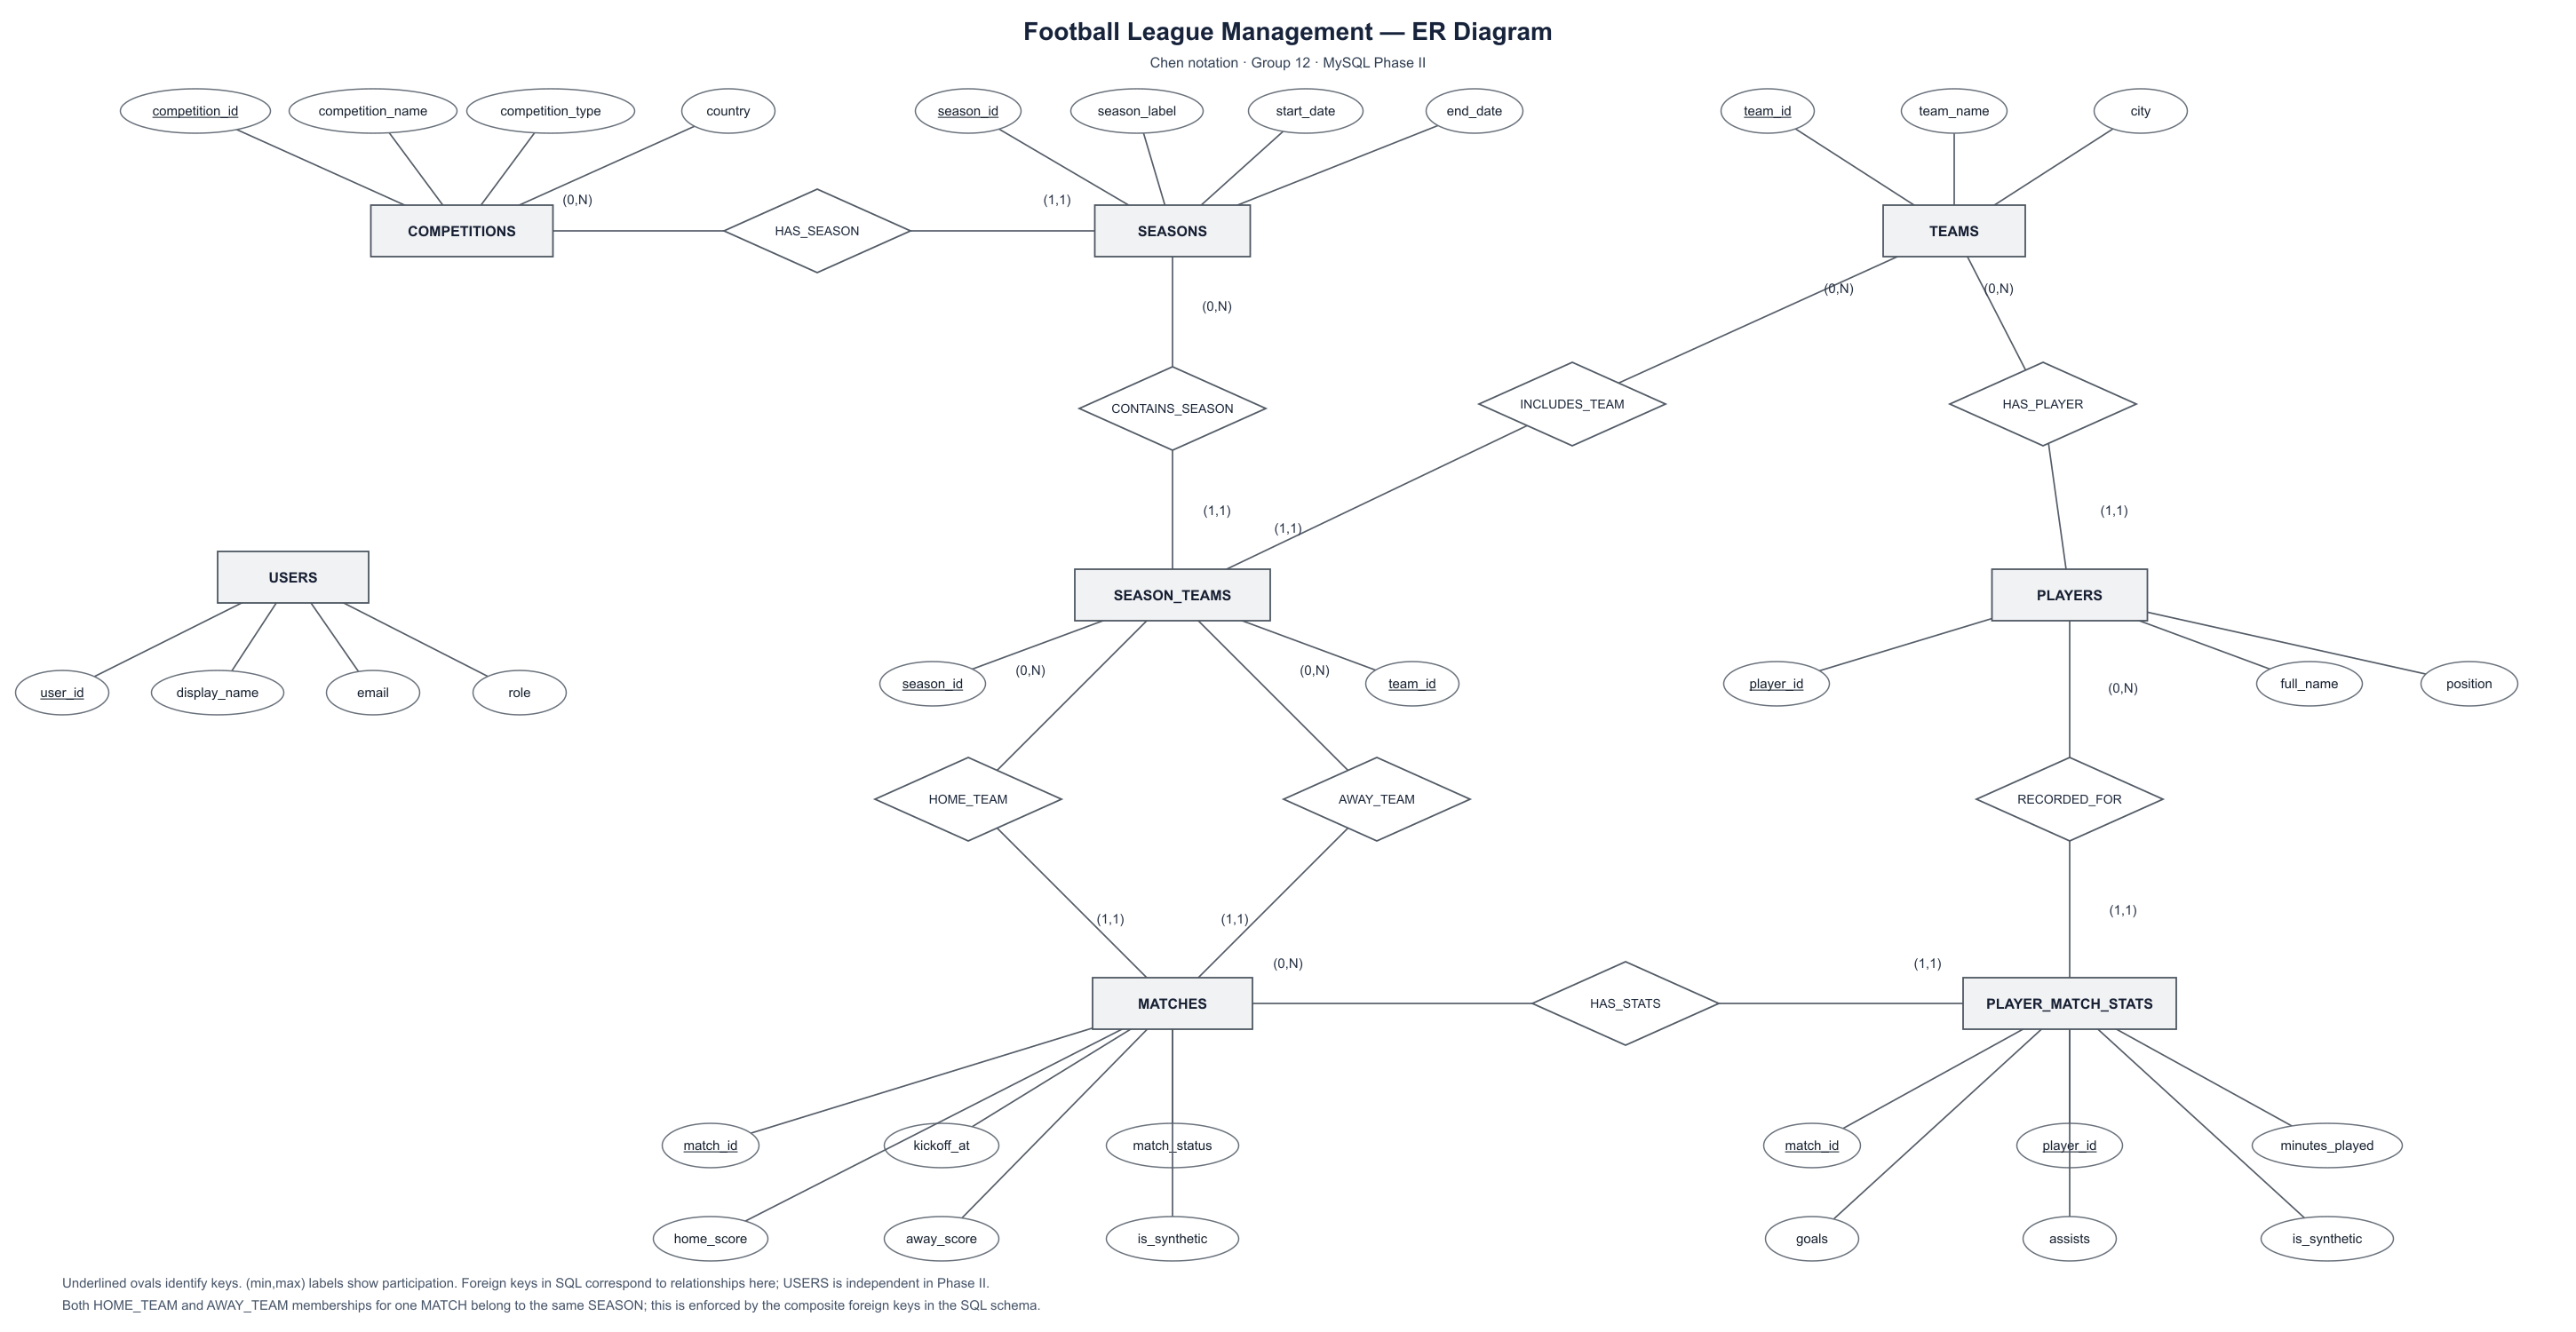 Football League Management — ER Diagram
Chen notation · Group 12 · MySQL Phase II
competition_id
competition_name
competition_type
country
season_id
season_label
start_date
end_date
team_id
team_name
city
(0,N)
(1,1)
COMPETITIONS
HAS_SEASON
SEASONS
TEAMS
(0,N)
(0,N)
(0,N)
CONTAINS_SEASON
INCLUDES_TEAM
HAS_PLAYER
(1,1)
(1,1)
(1,1)
USERS
SEASON_TEAMS
PLAYERS
user_id
display_name
email
role
season_id
(0,N)
(0,N)
team_id
player_id
(0,N)
full_name
position
HOME_TEAM
AWAY_TEAM
RECORDED_FOR
(1,1)
(1,1)
(1,1)
(0,N)
(1,1)
MATCHES
HAS_STATS
PLAYER_MATCH_STATS
match_id
kickoff_at
match_status
match_id
player_id
minutes_played
home_score
away_score
is_synthetic
goals
assists
is_synthetic
Underlined ovals identify keys. (min,max) labels show participation. Foreign keys in SQL correspond to relationships here; USERS is independent in Phase II.
Both HOME_TEAM and AWAY_TEAM memberships for one MATCH belong to the same SEASON; this is enforced by the composite foreign keys in the SQL schema.